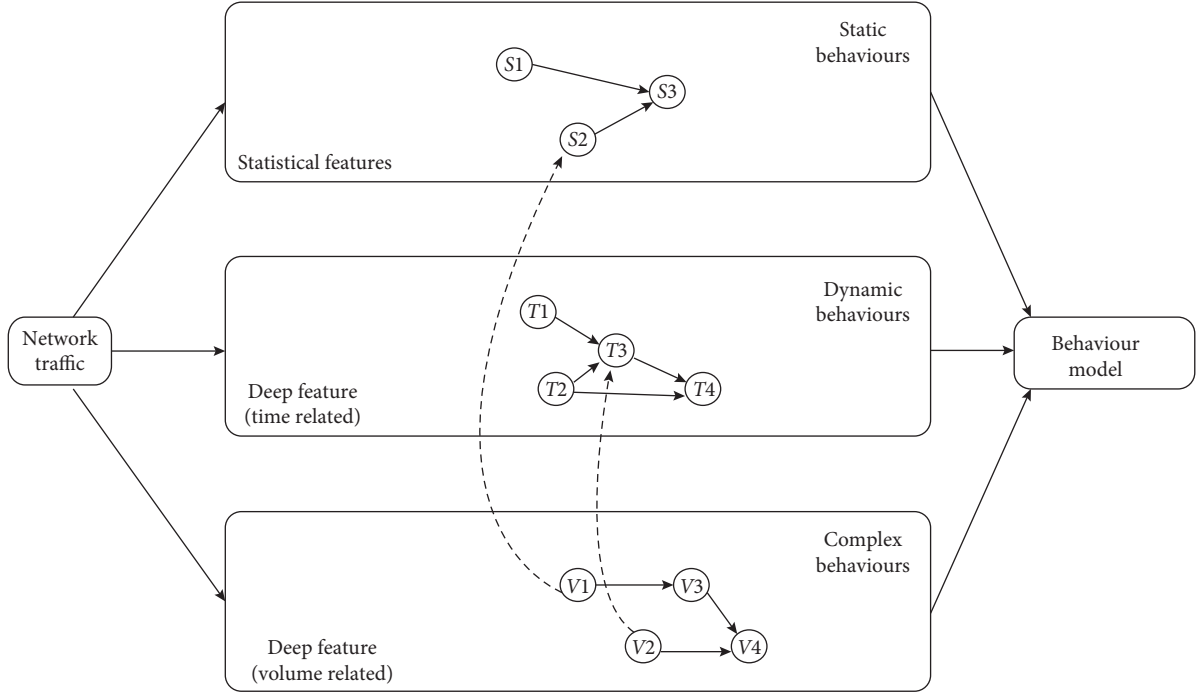 Static
behaviours
S1
S3
S2
Statistical features
Network
traffic
Dynamic
behaviours
T1
T3
T2
T4
Deep feature
(time related)
Behaviour
model
Complex
behaviours
V1
V3
V2
V4
Deep feature
(volume related)